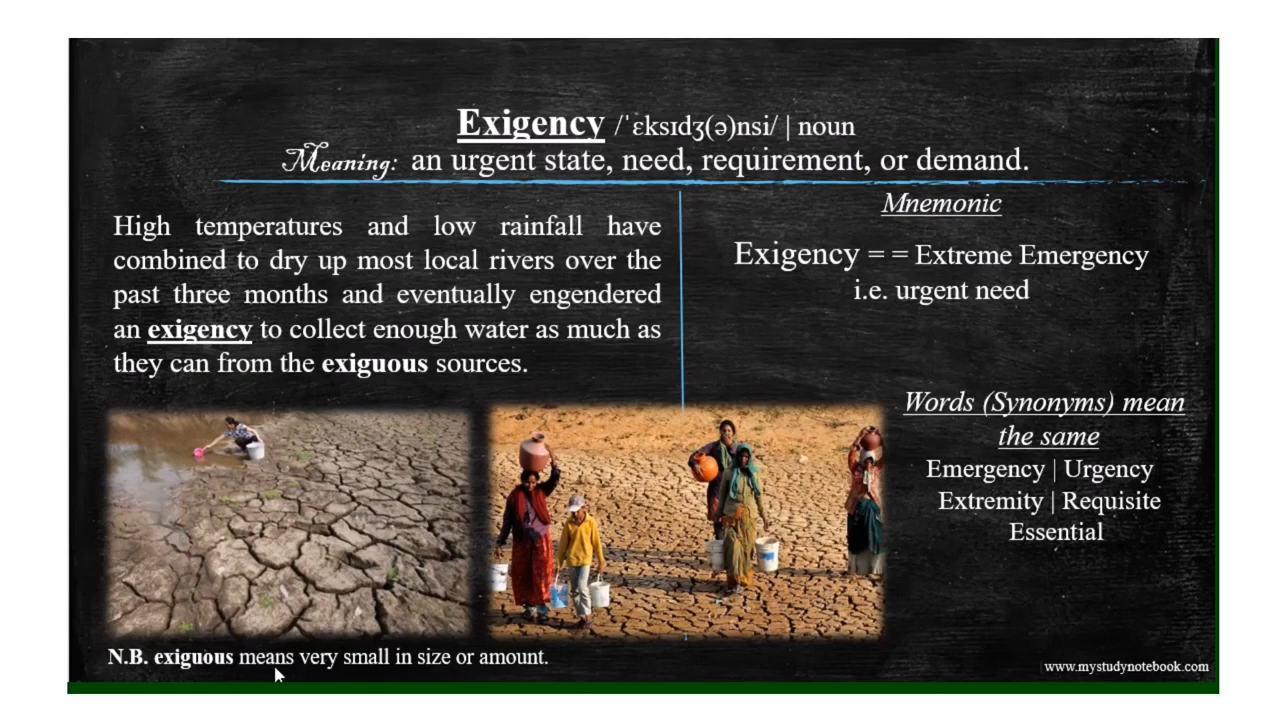 Exigency /ˈɛksɪdʒ(ə)nsi/ | noun
Meaning: an urgent state, need, requirement, or demand.
High temperatures and low rainfall have
combined to dry up most local rivers over the
past three months and eventually engendered
an exigency to collect enough water as much as
they can from the exiguous sources.
Mnemonic
Exigency = = Extreme Emergency
i.e. urgent need
Words (Synonyms) mean
the same
Emergency | Urgency
Extremity | Requisite
Essential
N.B. exiguous means very small in size or amount.
www.mystudynotebook.com